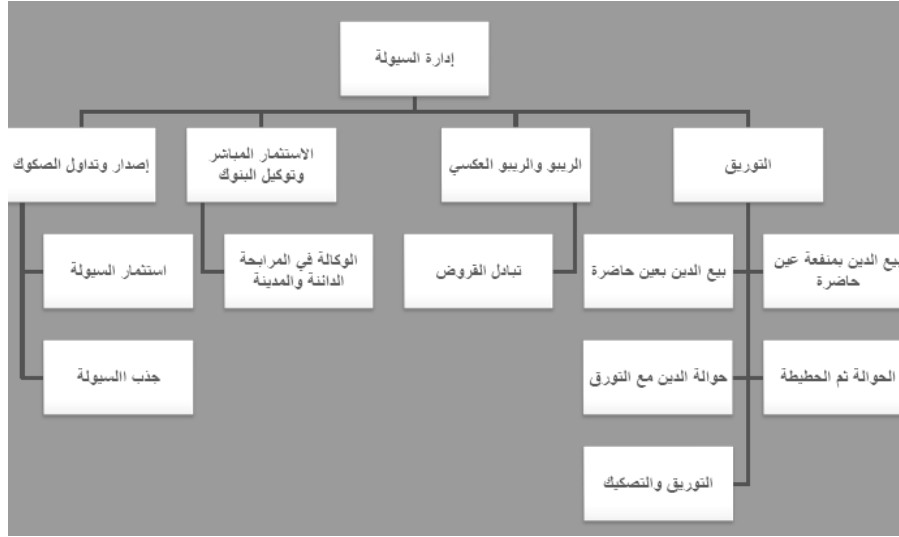 إدارة السيولة
التوريق
الريبو والريبو العكسي
الاستثمار المباشر
وتوكيل البنوك
إصدار وتداول الصكوك
بيع الدين بمنفعة عين
حاضرة
بيع الدين بعين حاضرة
تبادل القروض
الوكالة في المرابحة
الدائنة والمدينة
استثمار السيولة
الحوالة ثم الحطيطة
حوالة الدين مع التورق
جذب االسيولة
التوريق والتصكيك